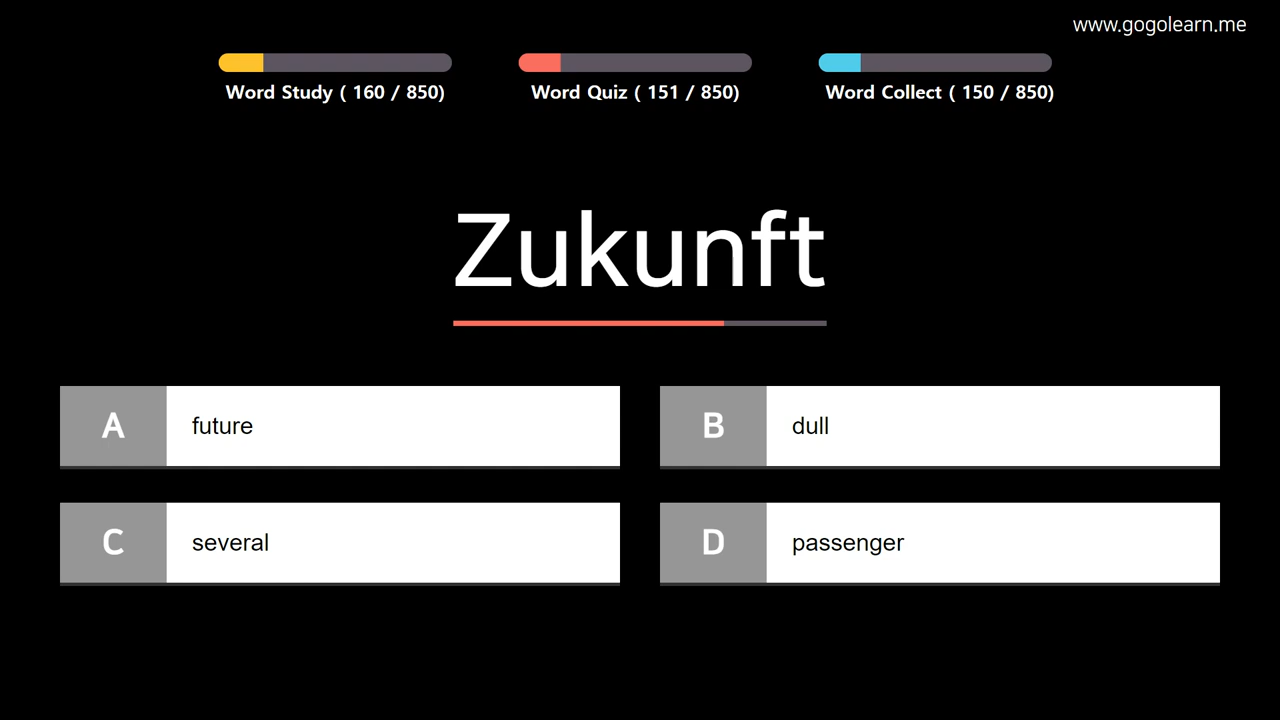 www.gogolearn.me
Word Study ( 160 / 850)
Word Quiz ( 151 / 850)
Word Collect ( 150 / 850)
Zukunft
A future
B dull
C several
D passenger